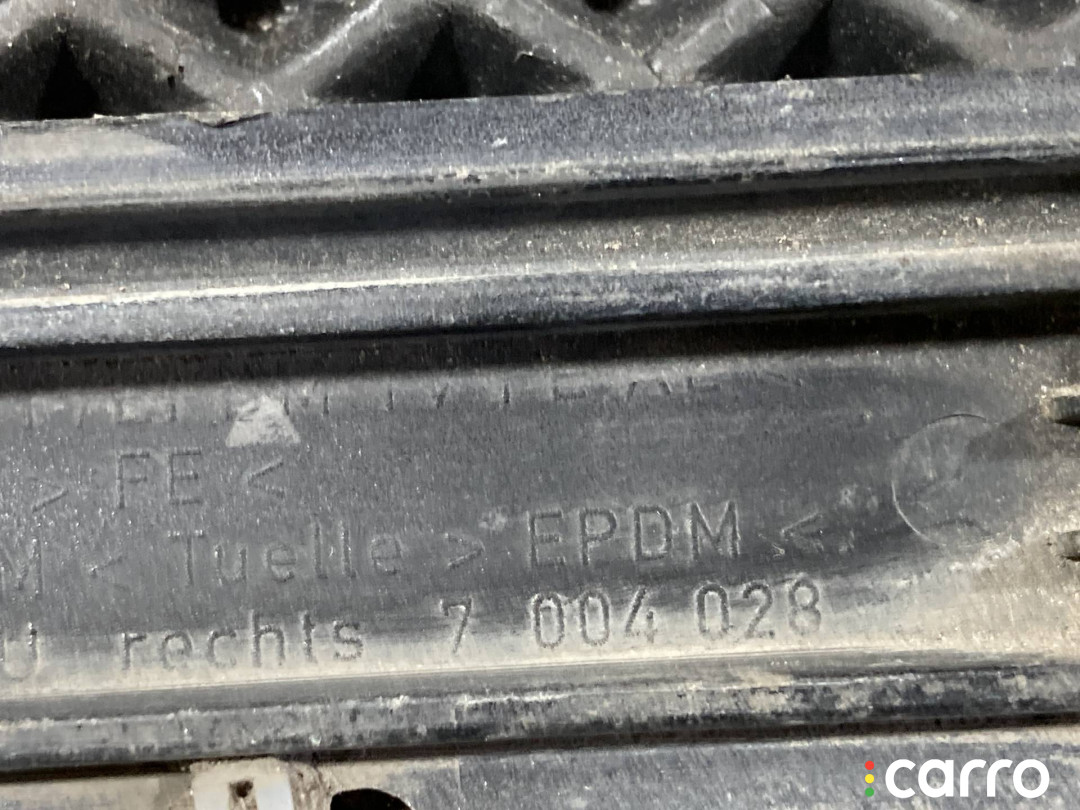 > PE <
M < Tuelle > EPDM <
U rechts 7 004 028
carro